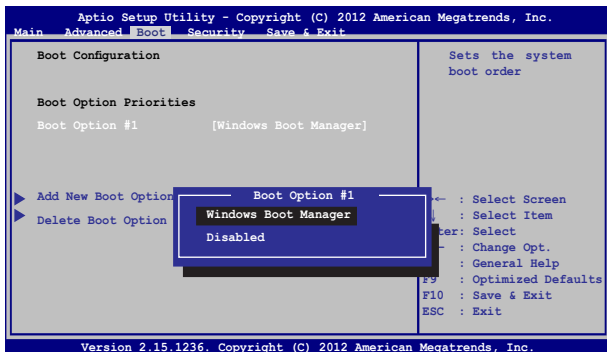 Aptio Setup Utility - Copyright (C) 2012 American Megatrends, Inc.
Main Advanced Boot Security Save & Exit
Boot Configuration
Boot Option Priorities
Boot Option #1 [Windows Boot Manager]
Add New Boot Option
Delete Boot Option
Boot Option #1
Windows Boot Manager
Disabled
Sets the system
boot order
→← : Select Screen
: Select Item
ter: Select
: Change Opt.
: General Help
F9 : Optimized Defaults
F10 : Save & Exit
ESC : Exit
Version 2.15.1236. Copyright (C) 2012 American Megatrends, Inc.